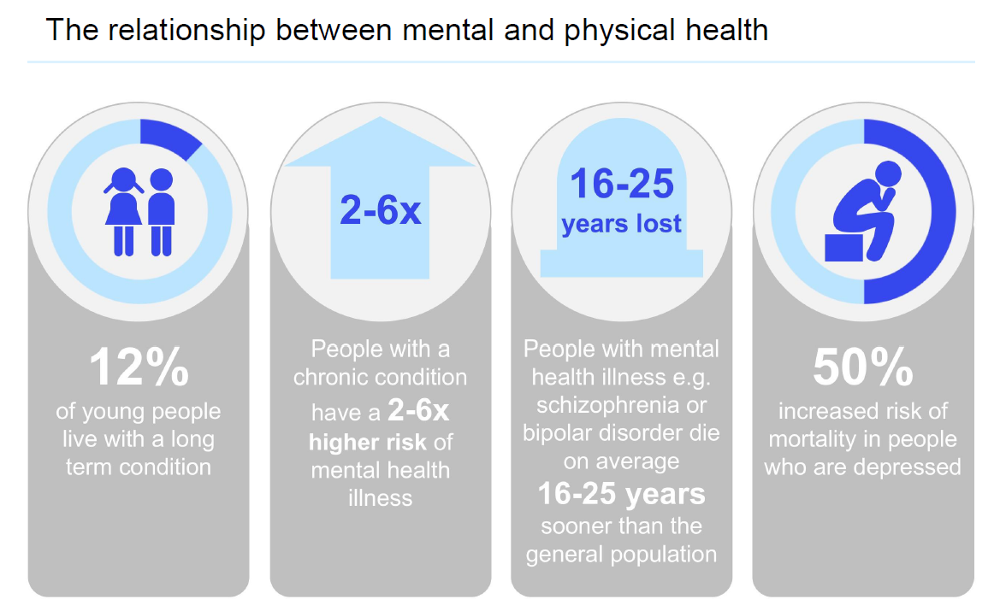 The relationship between mental and physical health
12%
of young people
live with a long
term condition
2-6x
People with a
chronic condition
have a 2-6x
higher risk of
mental health
illness
16-25
years lost
People with mental
health illness e.g.
schizophrenia or
bipolar disorder die
on average
16-25 years
sooner than the
general population
50%
increased risk of
mortality in people
who are depressed